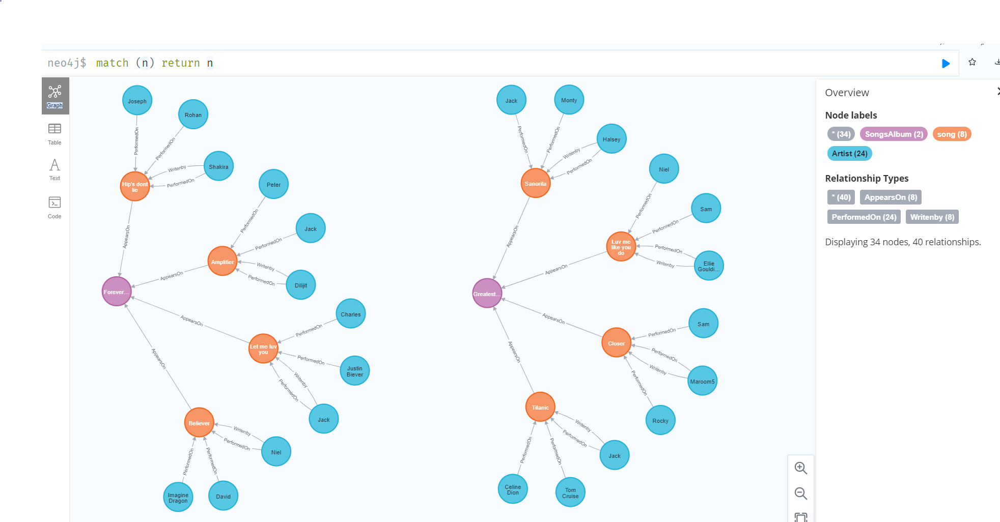 neo4j$ match (n) return n
Graph
Table
Text
Code
Joseph
Rohan
Shakira
PerformedOn
PerformedOn
Writenby
PerformedOn
Hip's dont
lie
AppearsOn
Peter
Jack
Dilijit
PerformedOn
PerformedOn
Writenby
PerformedOn
Amplifier
AppearsOn
Forever...
Charles
Justin
Biever
Jack
PerformedOn
PerformedOn
Writenby
PerformedOn
Let me luv
you
AppearsOn
AppearsOn
Believer
Writenby
PerformedOn
PerformedOn
PerformedOn
Niel
Imagine
Dragon
David
Jack
Monty
Halsey
PerformedOn
PerformedOn
Writenby
PerformedOn
Sanorita
AppearsOn
Niel
Sam
Ellie
Gouldi...
PerformedOn
PerformedOn
PerformedOn
Writenby
Luv me
like you
do
AppearsOn
Greatest...
Sam
Maroom5
Rocky
PerformedOn
PerformedOn
Writenby
PerformedOn
Closer
AppearsOn
AppearsOn
Titanic
Writenby
PerformedOn
PerformedOn
PerformedOn
Jack
Celine
Dion
Tom
Cruise
Overview
Node labels
* (34) SongsAlbum (2) song (8)
Artist (24)
Relationship Types
* (40) AppearsOn (8)
PerformedOn (24) Writenby (8)
Displaying 34 nodes, 40 relationships.